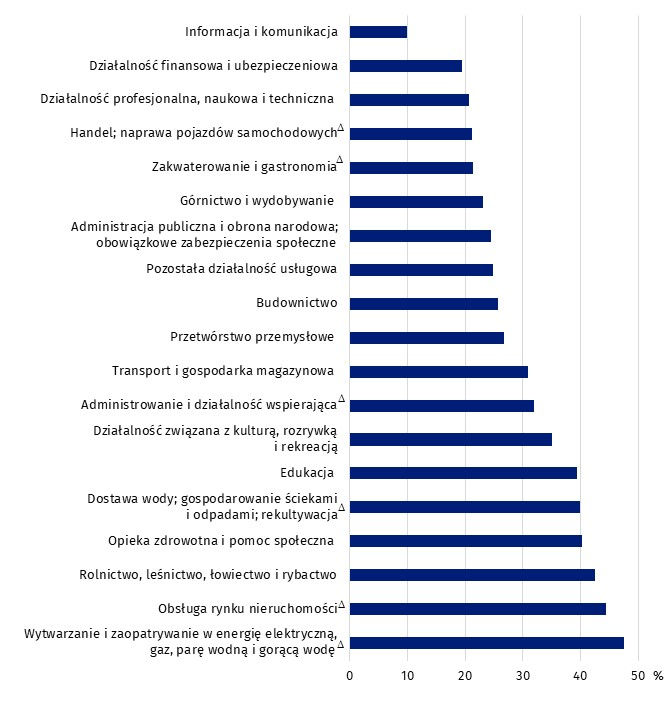 Informacja i komunikacja
Działalność finansowa i ubezpieczeniowa
Działalność profesjonalna, naukowa i techniczna
Handel; naprawa pojazdów samochodowychΔ
Zakwaterowanie i gastronomiaΔ
Górnictwo i wydobywanie
Administracja publiczna i obrona narodowa;
obowiązkowe zabezpieczenia społeczne
Pozostała działalność usługowa
Budownictwo
Przetwórstwo przemysłowe
Transport i gospodarka magazynowa
Administrowanie i działalność wspierającaΔ
Działalność związana z kulturą, rozrywką
i rekreacją
Edukacja
Dostawa wody; gospodarowanie ściekami
i odpadami; rekultywacjaΔ
Opieka zdrowotna i pomoc społeczna
Rolnictwo, leśnictwo, łowiectwo i rybactwo
Obsługa rynku nieruchomościΔ
Wytwarzanie i zaopatrywanie w energię elektryczną,
gaz, parę wodną i gorącą wodęΔ
0 10 20 30 40 50 %